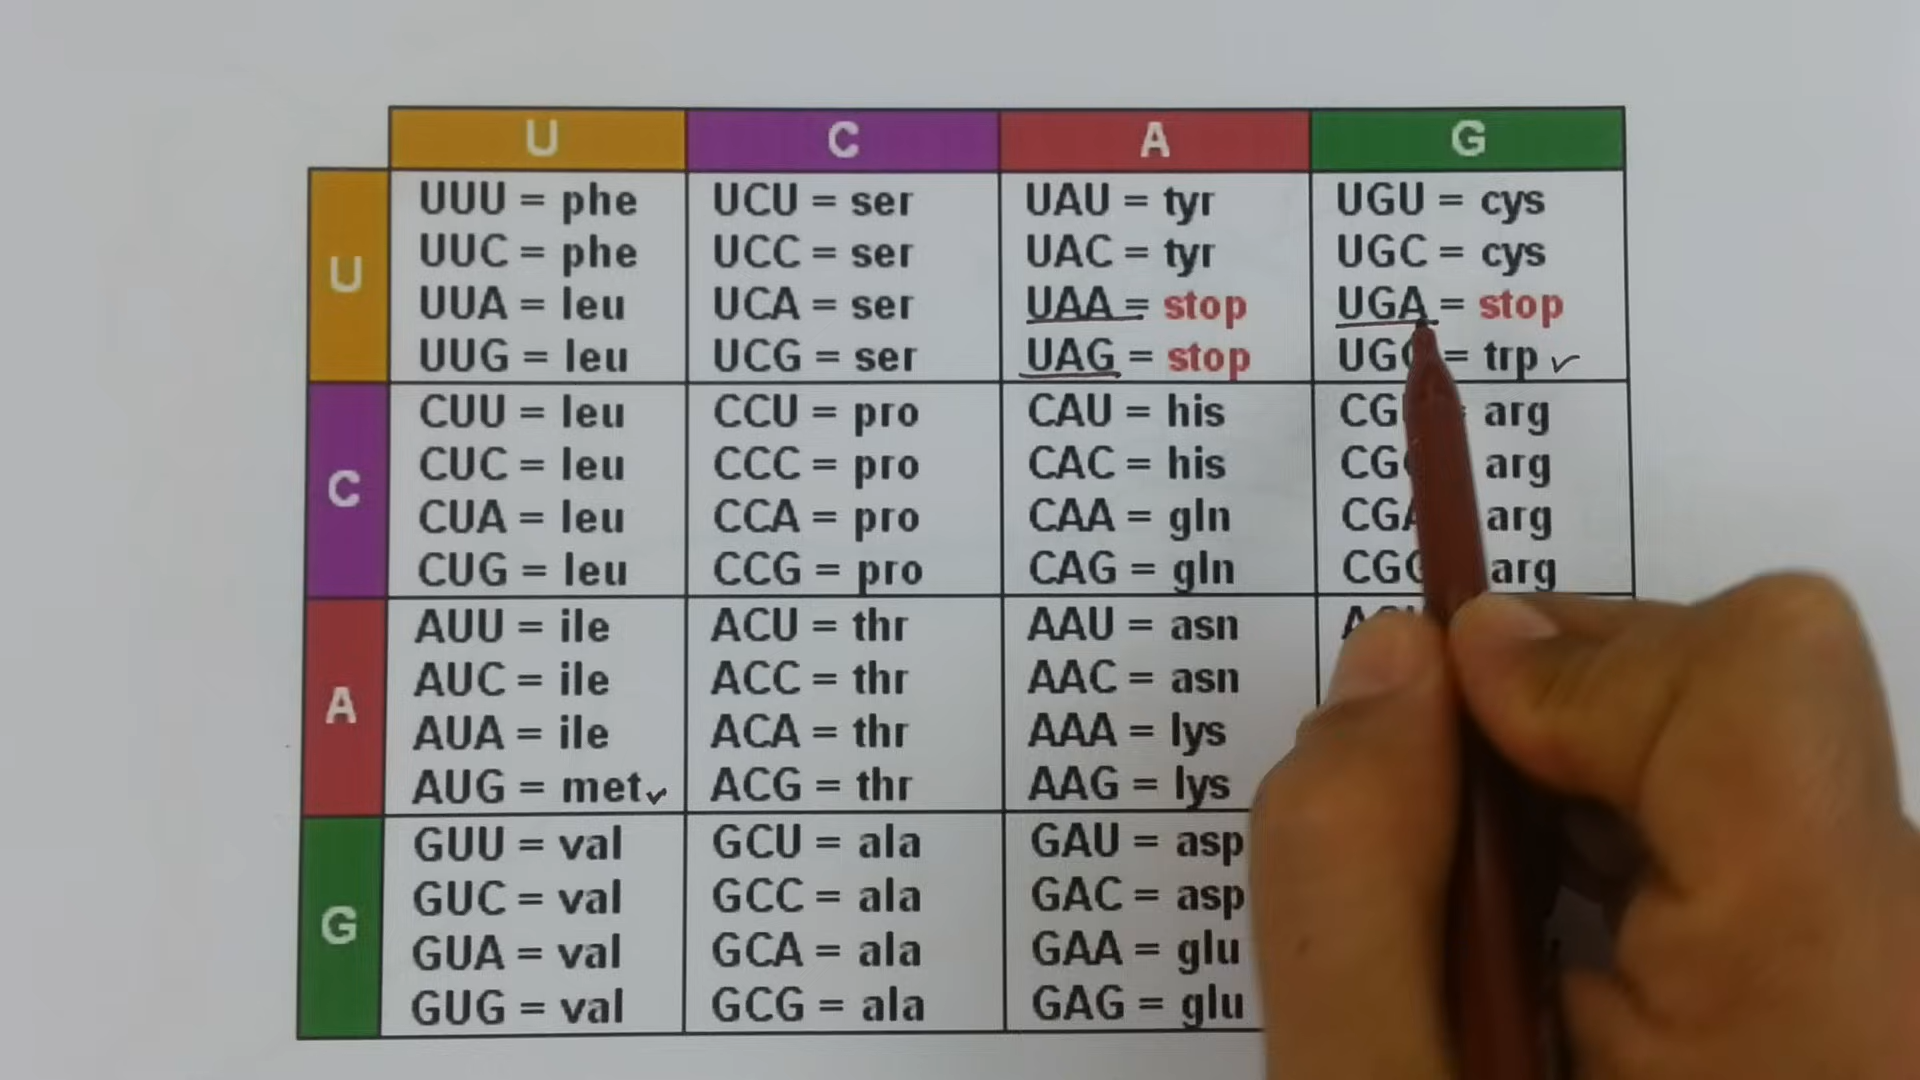 U C A G
U
UUU = phe UCU = ser UAU = tyr UGU = cys
UUC = phe UCC = ser UAC = tyr UGC = cys
UUA = leu UCA = ser UAA = stop UGA = stop
UUG = leu UCG = ser UAG = stop = trp ✓
C
CUU = leu CCU = pro CAU = his arg
CUC = leu CCC = pro CAC = his arg
CUA = leu CCA = pro CAA = gln arg
CUG = leu CCG = pro CAG = gln arg
A
AUU = ile ACU = thr AAU = asn
AUC = ile ACC = thr AAC = asn
AUA = ile ACA = thr AAA = lys
AUG = met ✓ ACG = thr AAG = lys
G
GUU = val GCU = ala GAU = asp
GUC = val GCC = ala GAC = asp
GUA = val GCA = ala GAA = glu
GUG = val GCG = ala GAG = glu